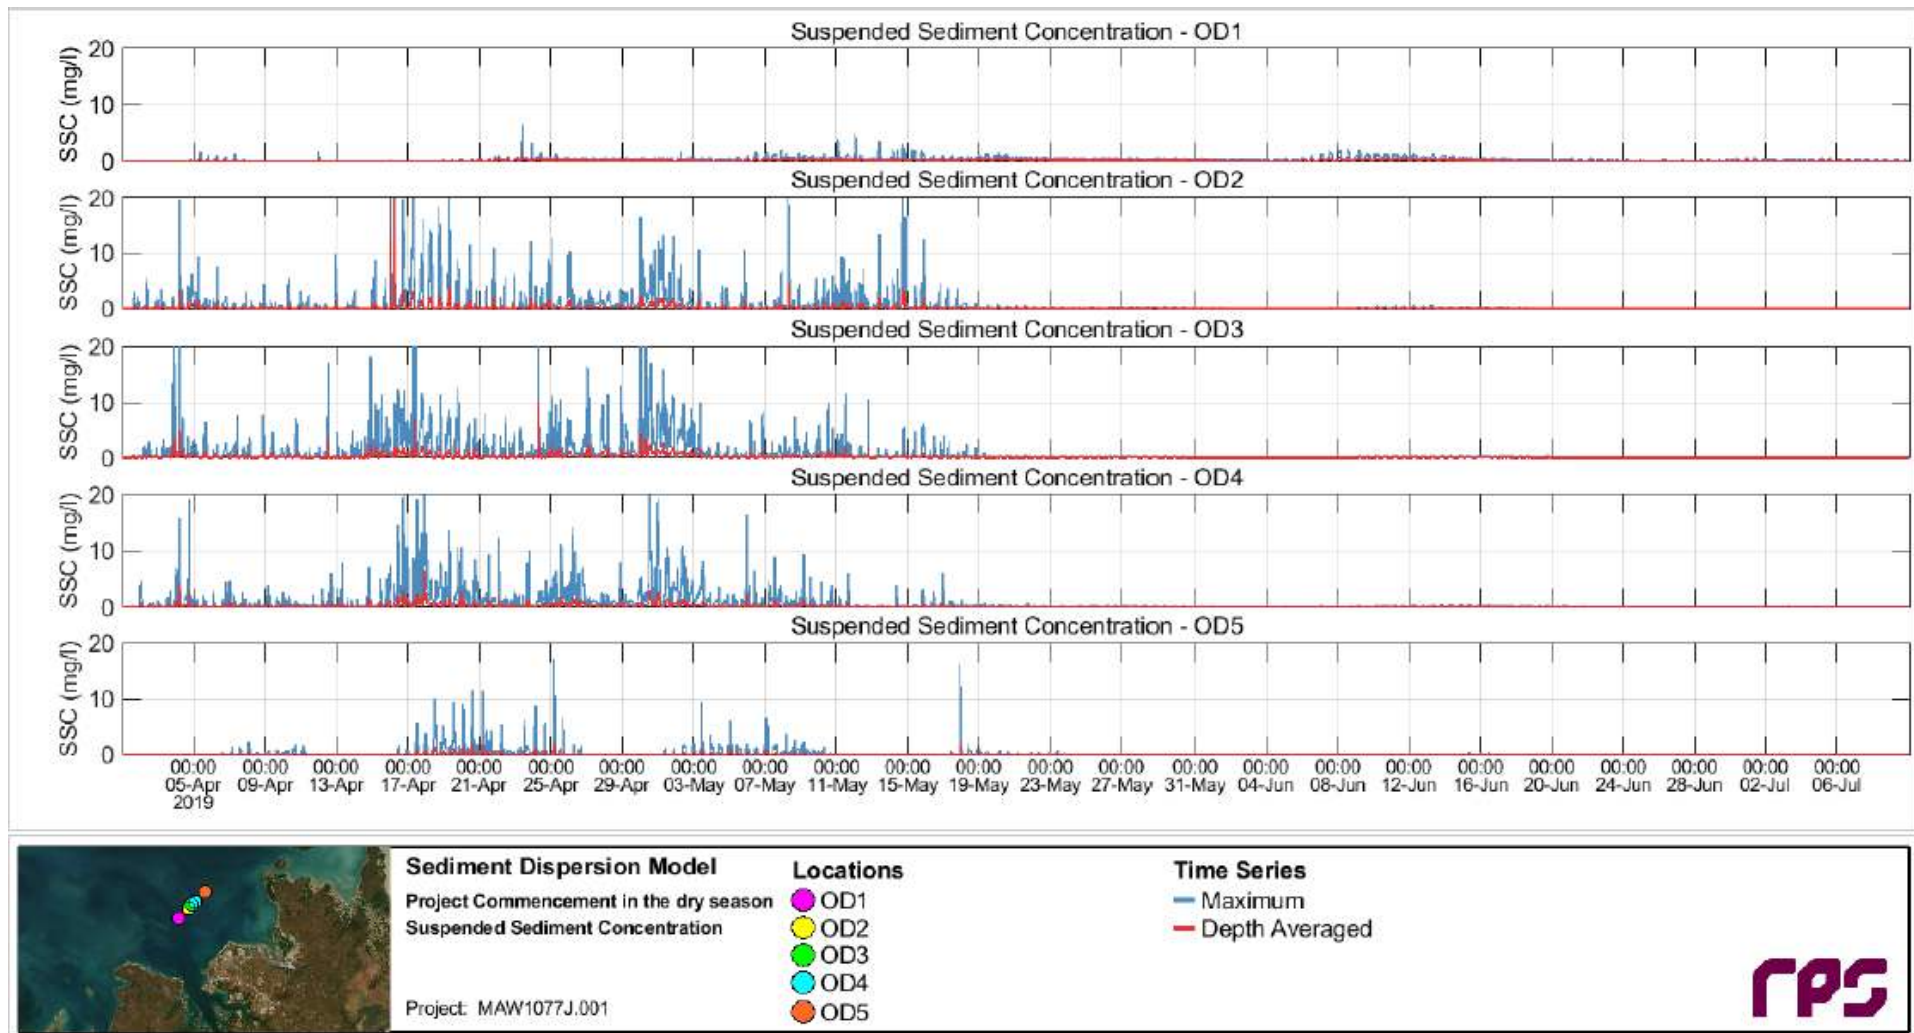 Suspended Sediment Concentration - OD1
SSC (mg/l)
20
10
0
Suspended Sediment Concentration - OD2
SSC (mg/l)
20
10
0
Suspended Sediment Concentration - OD3
SSC (mg/l)
20
10
0
Suspended Sediment Concentration - OD4
SSC (mg/l)
20
10
0
Suspended Sediment Concentration - OD5
SSC (mg/l)
20
10
0
00:00 00:00 00:00 00:00 00:00 00:00 00:00 00:00 00:00 00:00 00:00 00:00 00:00 00:00 00:00 00:00 00:00 00:00 00:00 00:00 00:00 00:00 00:00 00:00
05-Apr 09-Apr 13-Apr 17-Apr 21-Apr 25-Apr 29-Apr 03-May 07-May 11-May 15-May 19-May 23-May 27-May 31-May 04-Jun 08-Jun 12-Jun 16-Jun 20-Jun 24-Jun 28-Jun 02-Jul 06-Jul
2019
Sediment Dispersion Model
Project Commencement in the dry season
Suspended Sediment Concentration
Project: MAW1077J.001
Locations
OD1
OD2
OD3
OD4
OD5
Time Series
Maximum
Depth Averaged
rps